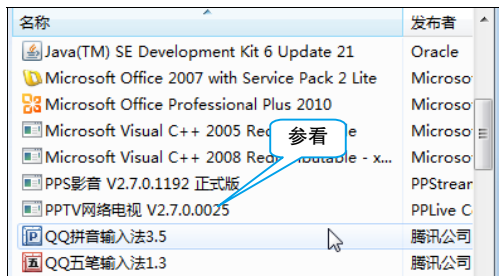 名称 发布者
Java(TM) SE Development Kit 6 Update 21 Oracle
Microsoft Office 2007 with Service Pack 2 Lite Microso
Microsoft Office Professional Plus 2010 Microso
Microsoft Visual C++ 2005 Red e Microso
参看
Microsoft Visual C++ 2008 Redi utable - x... Microso
PPS影音 V2.7.0.1192 正式版 PPStrear
PPTV网络电视 V2.7.0.0025 PPLive C
QQ拼音输入法3.5 腾讯公司
QQ五笔输入法1.3 腾讯公司